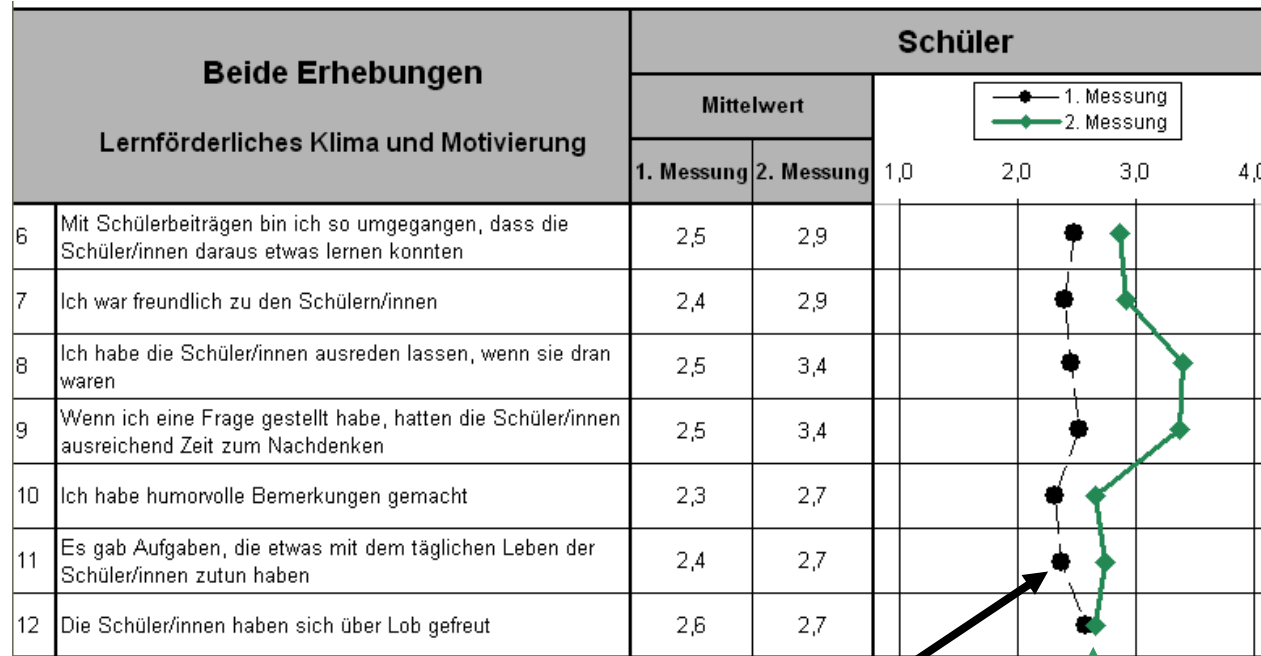 Beide Erhebungen
Lernförderliches Klima und Motivierung
Schüler
Mittelwert
1. Messung
2. Messung
1. Messung 2. Messung
1,0 2,0 3,0 4,0
6 Mit Schülerbeiträgen bin ich so umgegangen, dass die
Schüler/innen daraus etwas lernen konnten
2,5 2,9
7 Ich war freundlich zu den Schülern/innen 2,4 2,9
8 Ich habe die Schüler/innen ausreden lassen, wenn sie dran
waren
2,5 3,4
9 Wenn ich eine Frage gestellt habe, hatten die Schüler/innen
ausreichend Zeit zum Nachdenken
2,5 3,4
10 Ich habe humorvolle Bemerkungen gemacht 2,3 2,7
11 Es gab Aufgaben, die etwas mit dem täglichen Leben der
Schüler/innen zutun haben
2,4 2,7
12 Die Schüler/innen haben sich über Lob gefreut 2,6 2,7